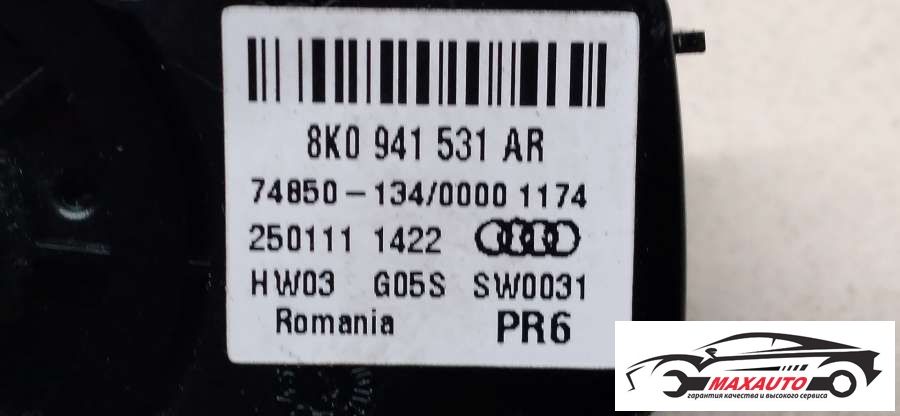 8K0 941 531 AR
74850-134/0000 1174
250111 1422
HW03 G05S SW0031
Romania PR6
MAXAUTO
гарантия качества и высокого сервиса